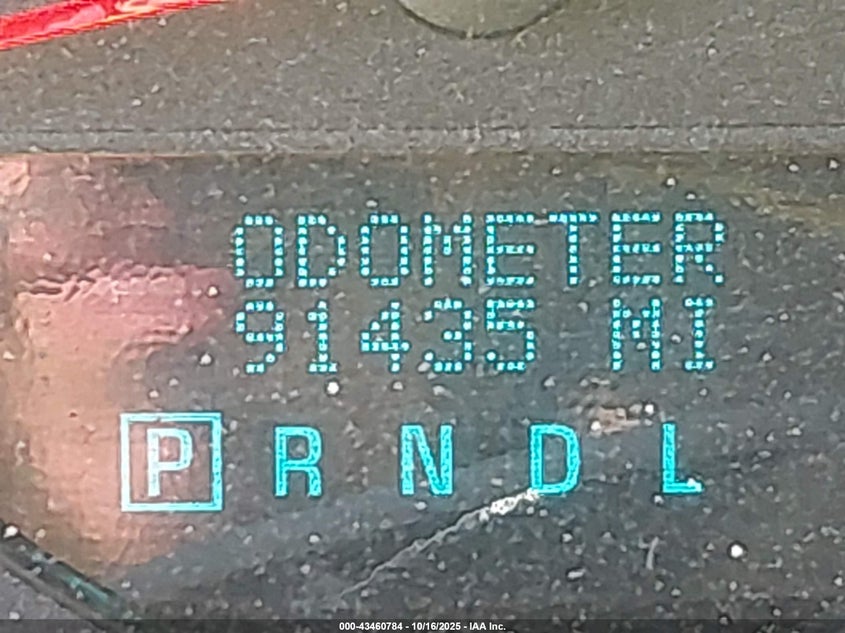 ODOMETER
91435 MI
P R N D L
000-43460784 - 10/16/2025 - IAA Inc.